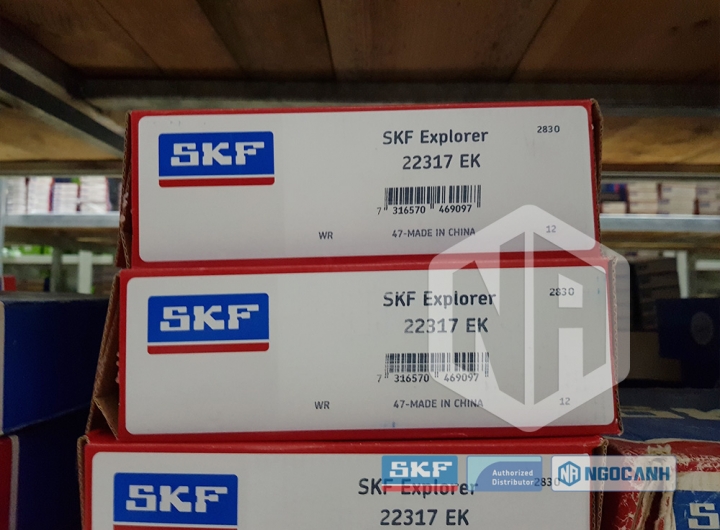 SKF
SKF Explorer
2830
22317 EK
7 316570 469097
WR
47-MADE IN CHINA
12
SKF
SKF Explorer
2830
22317 EK
7 316570 469097
WR
47-MADE IN CHINA
12
NA
SKF
SKF Explorer
2830
22317 EK
SKF
Authorized
Distributor
NA NGOCANH
S